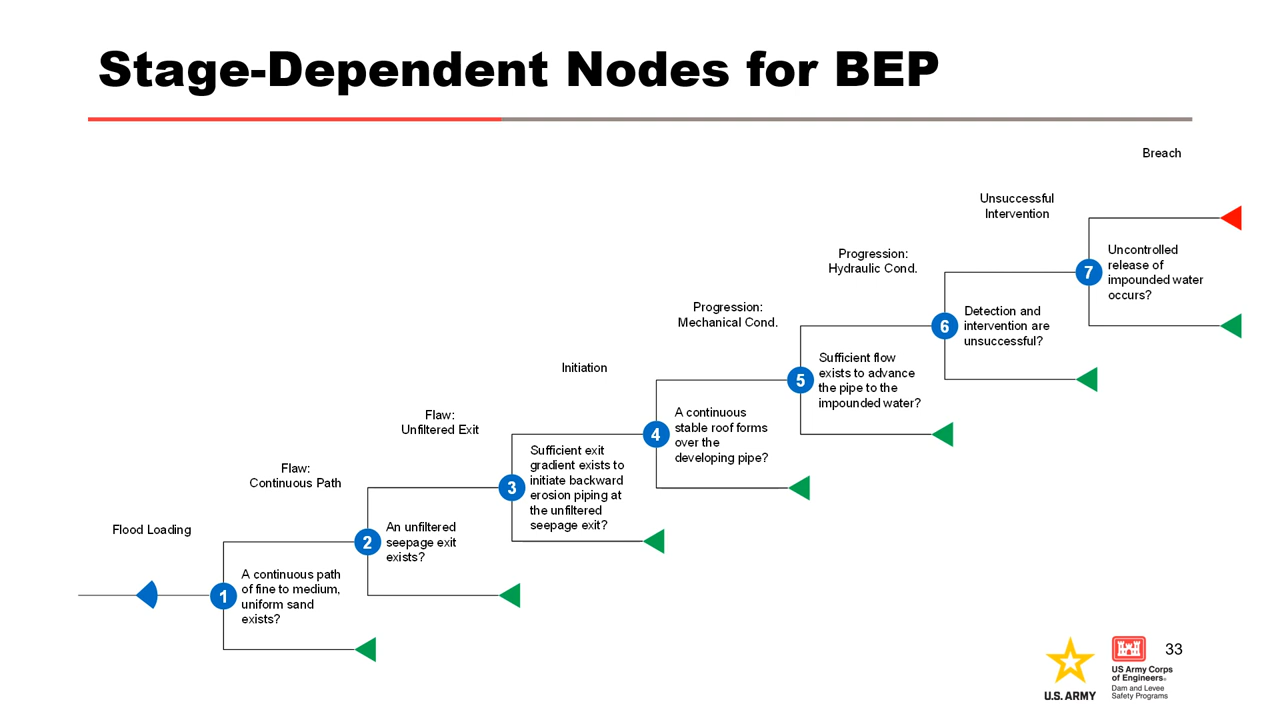 Stage-Dependent Nodes for BEP
Breach
Unsuccessful
Intervention
7
Uncontrolled
release of
impounded water
occurs?
Progression:
Hydraulic Cond.
6
Detection and
intervention are
unsuccessful?
Progression:
Mechanical Cond.
5
Sufficient flow
exists to advance
the pipe to the
impounded water?
Initiation
4
A continuous
stable roof forms
over the
developing pipe?
Flaw:
Unfiltered Exit
3
Sufficient exit
gradient exists to
initiate backward
erosion piping at
the unfiltered
seepage exit?
Flaw:
Continuous Path
2
An unfiltered
seepage exit
exists?
Flood Loading
1
A continuous path
of fine to medium,
uniform sand
exists?
U.S. ARMY
US Army Corps
of Engineers®
Dam and Levee
Safety Programs
33